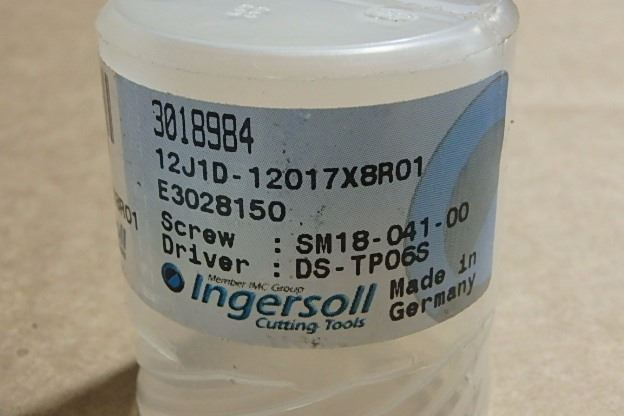 3018984
12J1D-12017X8R01
E3028150
Screw : SM18-041-00
Driver : DS-TP06S
Member IMC Group
Ingersoll
Cutting Tools
Made in
Germany
R01